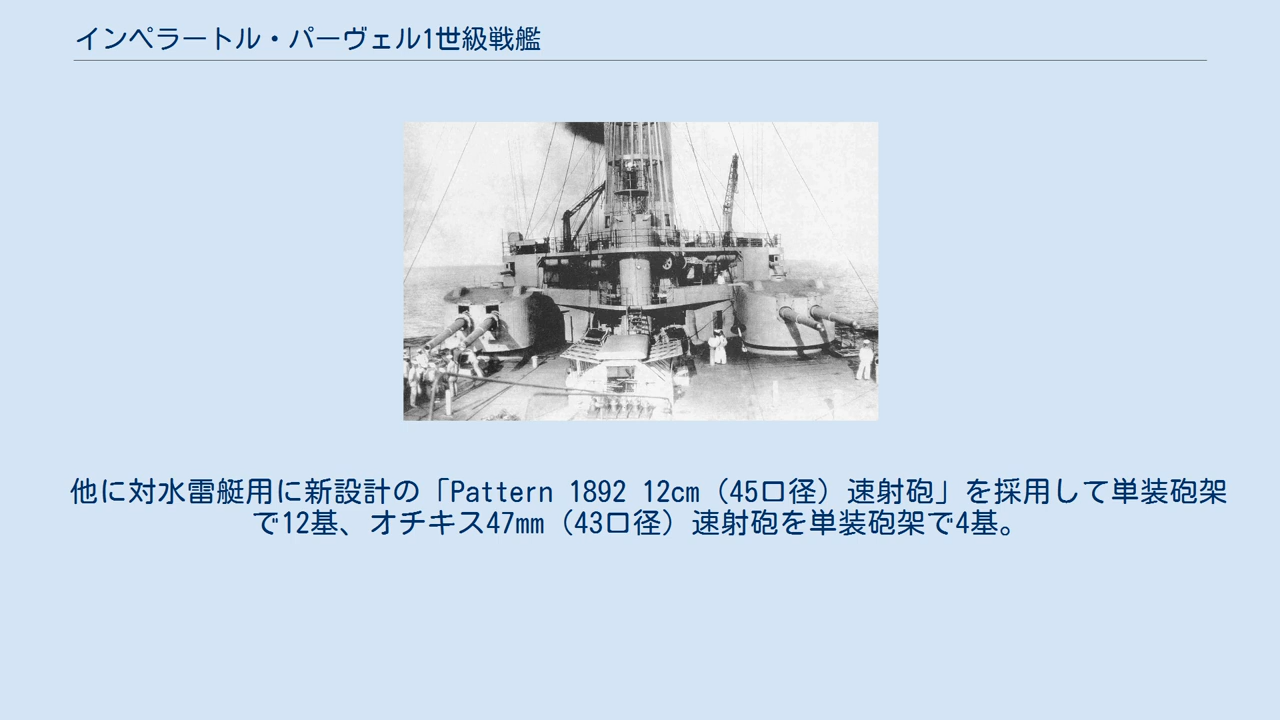 インペラートル・パーヴェル1世級戦艦
他に対水雷艇用に新設計の「Pattern 1892 12cm（45口径）速射砲」を採用して単装砲架
で12基、オチキス47mm（43口径）速射砲を単装砲架で4基。